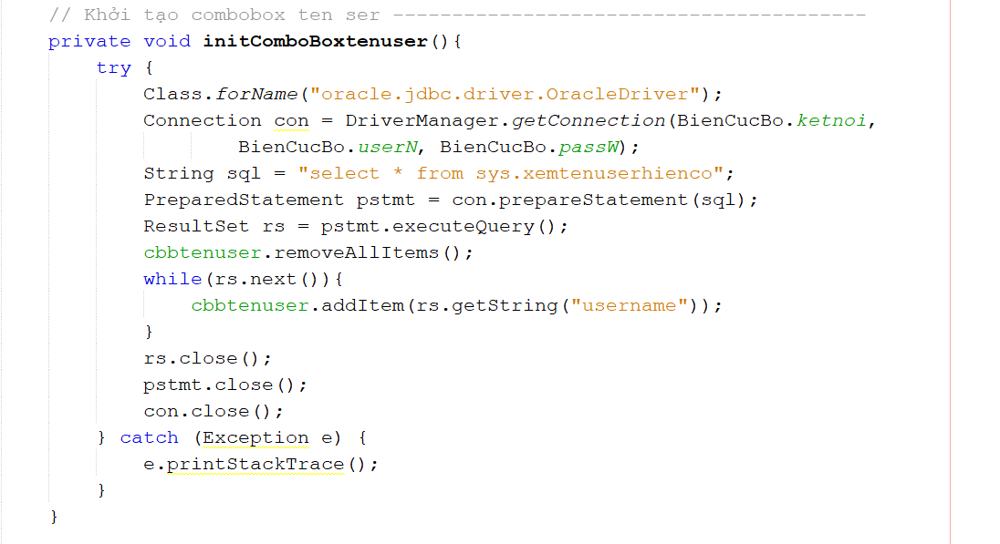 // Khởi tạo combobox ten ser ----------------------------------------
private void initComboBoxtenuser(){
try {
Class.forName("oracle.jdbc.driver.OracleDriver");
Connection con = DriverManager.getConnection(BienCucBo.ketnoi,
BienCucBo.userN, BienCucBo.passW);
String sql = "select * from sys.xemtenuserhienco";
PreparedStatement pstmt = con.prepareStatement(sql);
ResultSet rs = pstmt.executeQuery();
cbbtenuser.removeAllItems();
while(rs.next()){
cbbtenuser.addItem(rs.getString("username"));
}
rs.close();
pstmt.close();
con.close();
} catch (Exception e) {
e.printStackTrace();
}
}